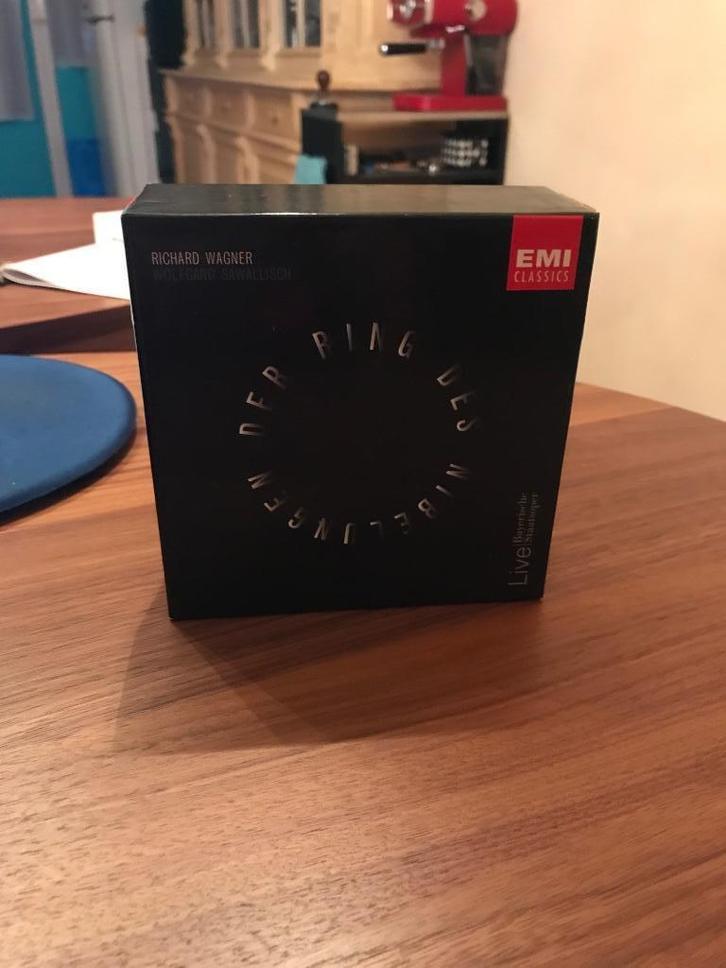 RICHARD WAGNER
WOLFGANG SAWALLISCH
EMI
CLASSICS
DER RING DES NIBELUNGEN
Live
Bayerische
Staatsoper